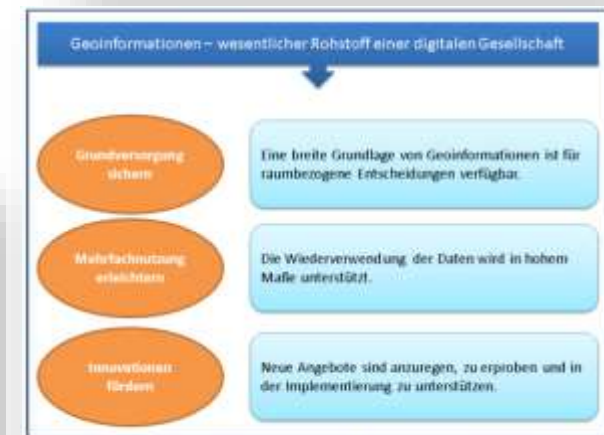 Geoinformationen – wesentlicher Rohstoff einer digitalen Gesellschaft
Grundversorgung
sichern
Eine breite Grundlage von Geoinformationen ist für
raumbezogene Entscheidungen verfügbar.
Mehrfachnutzung
erleichtern
Die Wiederverwendung der Daten wird in hohem
Maße unterstützt.
Innovationen
fördern
Neue Angebote sind anzuregen, zu erproben und in
der Implementierung zu unterstützen.